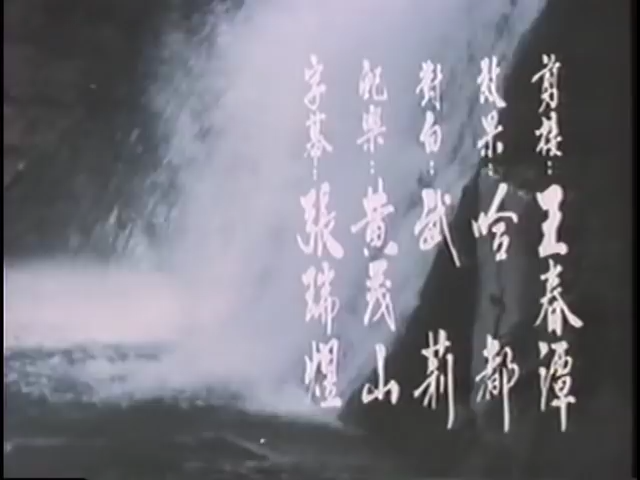 剪接：王春潭
效果：哈都
對白：武莉
配樂：黃茂山
字幕：張瑞